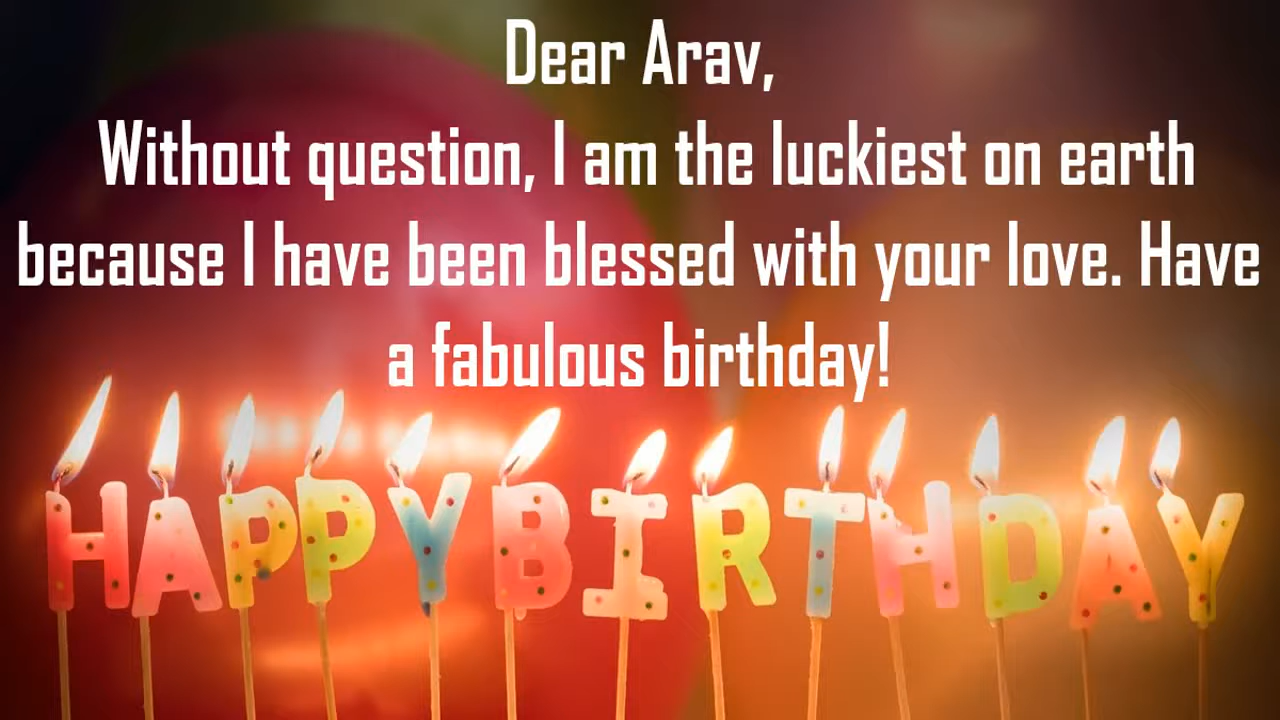 Dear Arav,
Without question, I am the luckiest on earth
because I have been blessed with your love. Have
a fabulous birthday!
HAPPY BIRTHDAY